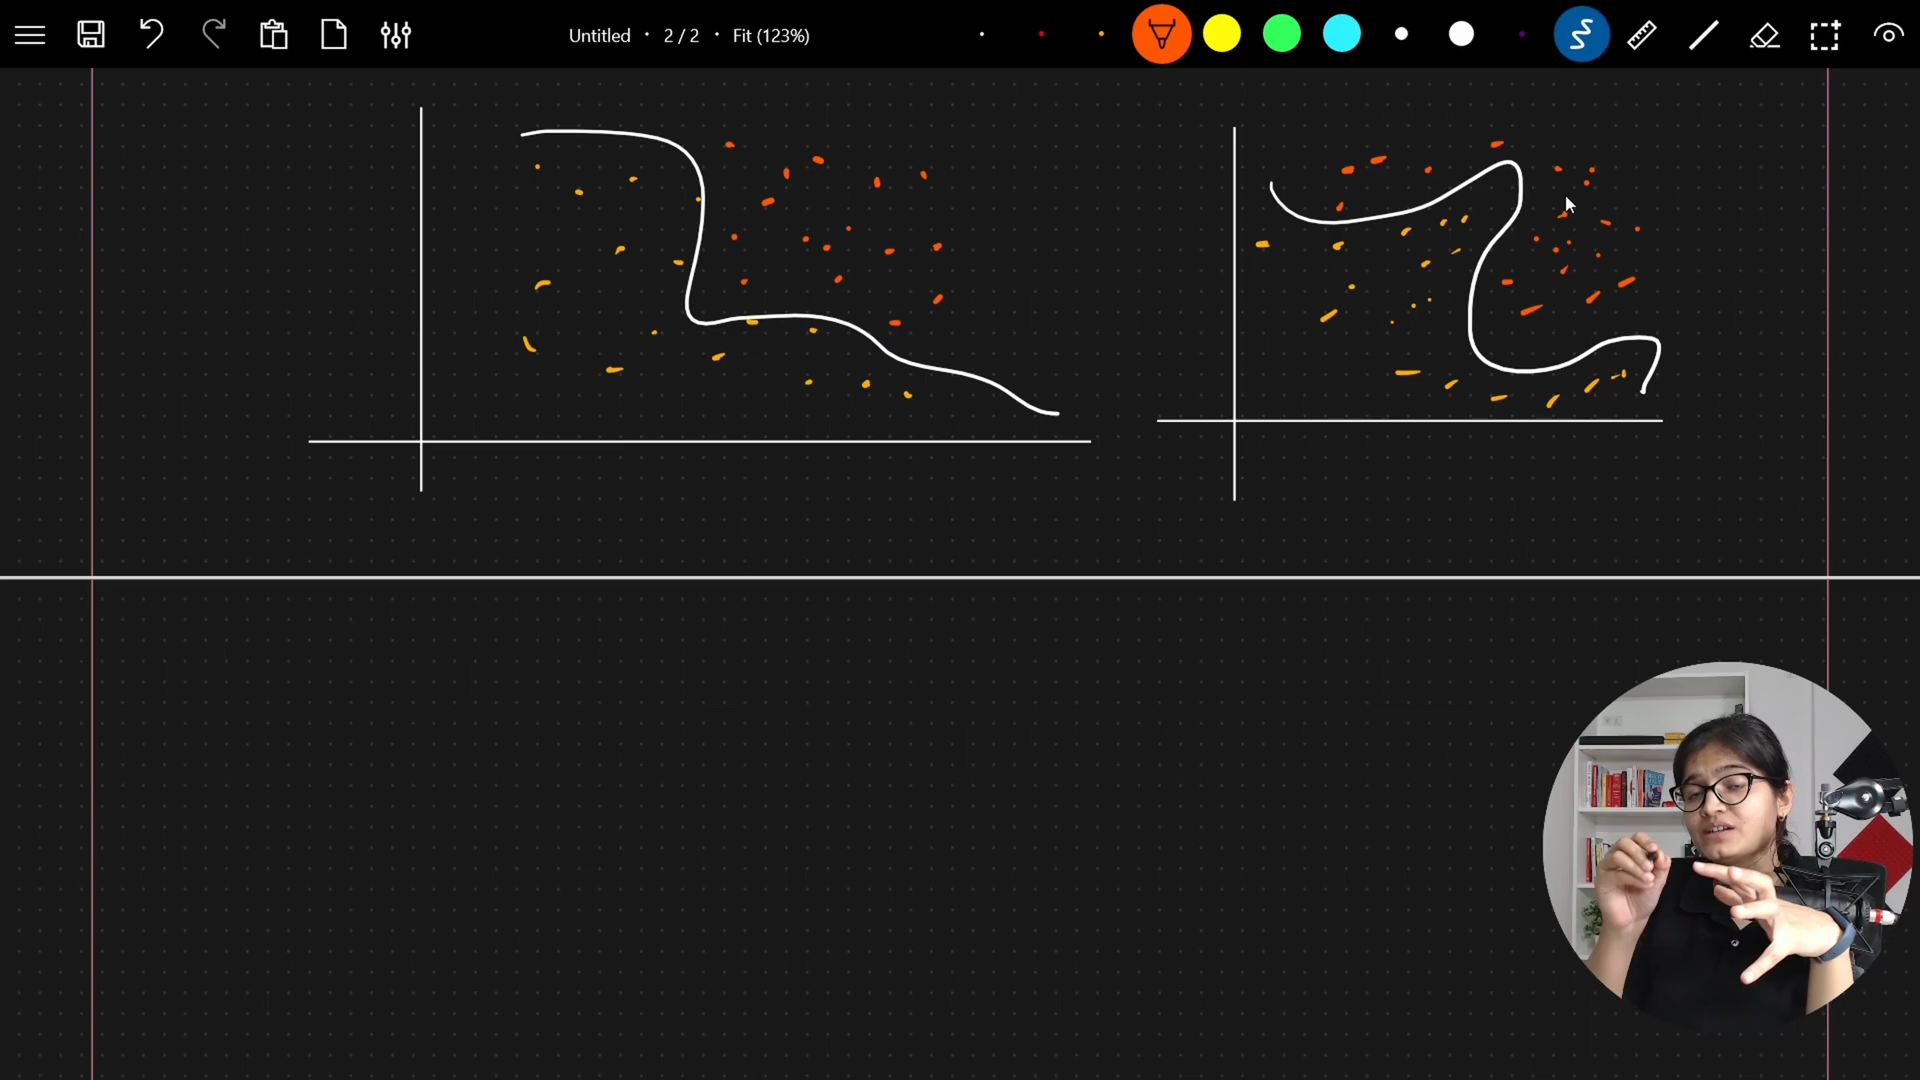 Untitled • 2 / 2 • Fit (123%)